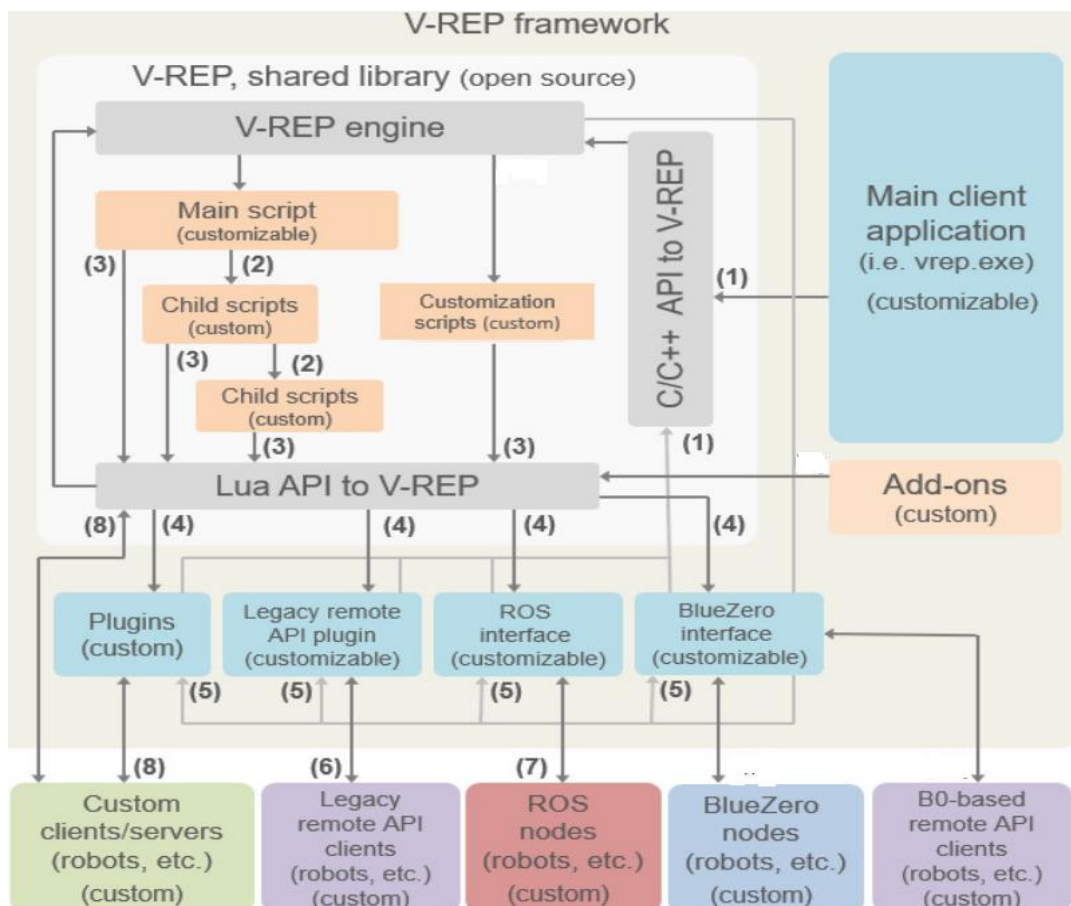 V-REP framework
V-REP, shared library (open source)
V-REP engine
Main script
(customizable)
(3)
(2)
Child scripts
(custom)
(3)
(2)
Child scripts
(custom)
(3)
Customization
scripts (custom)
(3)
C/C++ API to V-REP
(1)
(1)
Main client
application
(i.e. vrep.exe)
(customizable)
Lua API to V-REP
Add-ons
(custom)
(8)
(4)
(4)
(4)
(4)
Plugins
(custom)
Legacy remote
API plugin
(customizable)
ROS
interface
(customizable)
BlueZero
interface
(customizable)
(5)
(5)
(5)
(5)
(8)
(6)
(7)
Custom
clients/servers
(robots, etc.)
(custom)
Legacy
remote API
clients
(robots, etc.)
(custom)
ROS
nodes
(robots, etc.)
(custom)
BlueZero
nodes
(robots, etc.)
(custom)
B0-based
remote API
clients
(robots, etc.)
(custom)